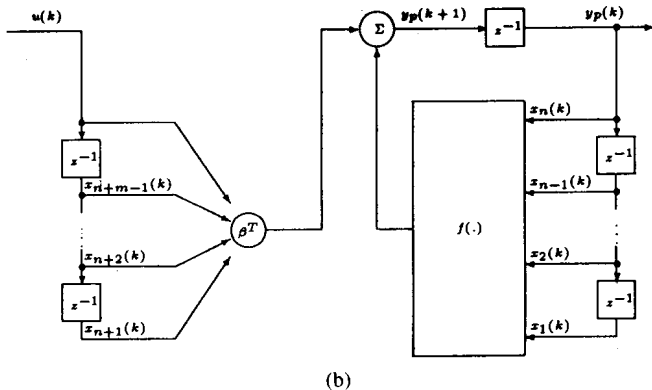 u(k)
Σ
y_p(k+1)
z⁻¹
y_p(k)
x_n(k)
z⁻¹
z⁻¹
x_{n+m-1}(k)
x_{n-1}(k)
β^T
f(.)
x_{n+2}(k)
x_2(k)
z⁻¹
z⁻¹
x_{n+1}(k)
x_1(k)
(b)